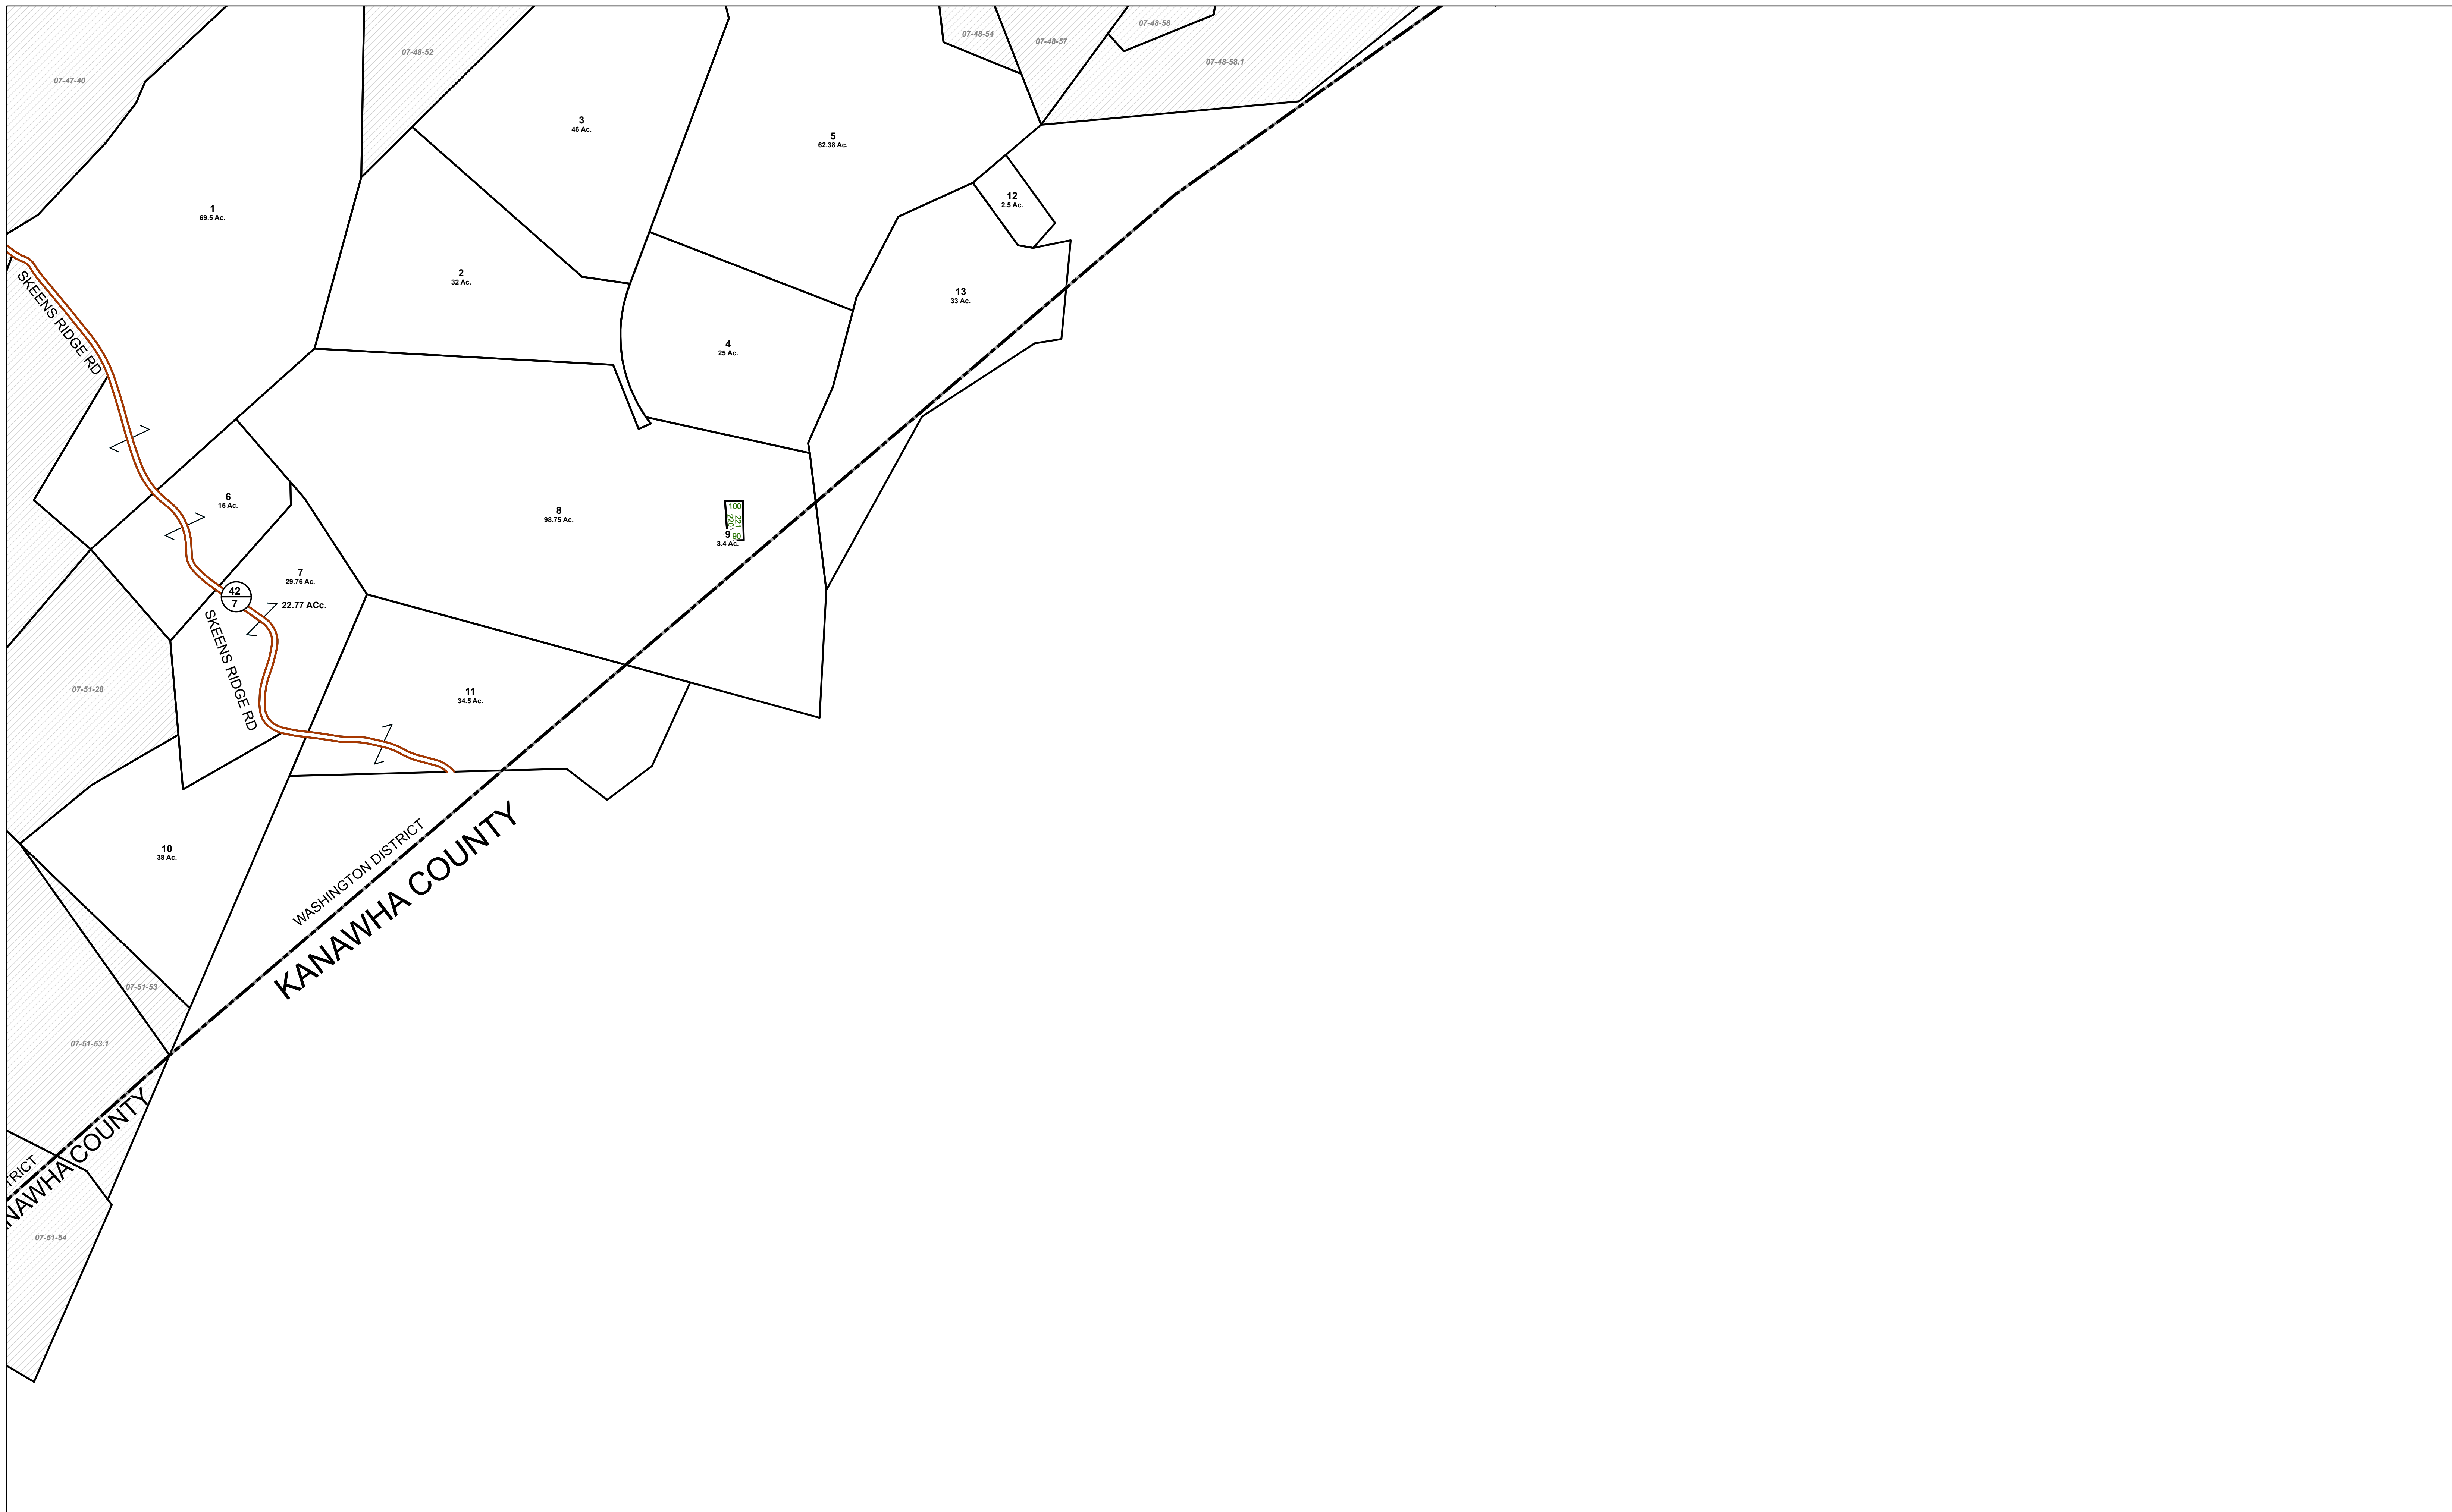 07-48-58
07-48-54
07-48-57
07-48-52
07-48-58.1
07-47-40
3
46 Ac.
5
62.38 Ac.
12
2.5 Ac.
1
69.5 Ac.
2
32 Ac.
13
33 Ac.
SKEENS RIDGE RD
4
25 Ac.
6
15 Ac.
8
98.75 Ac.
100
221
220
90
9
3.4 Ac.
7
29.76 Ac.
22.77 ACc.
42
7
SKEENS RIDGE RD
07-51-28
11
34.5 Ac.
10
38 Ac.
WASHINGTON DISTRICT
KANAWHA COUNTY
07-51-53
07-51-53.1
TRICT
NAWHA COUNTY
07-51-54